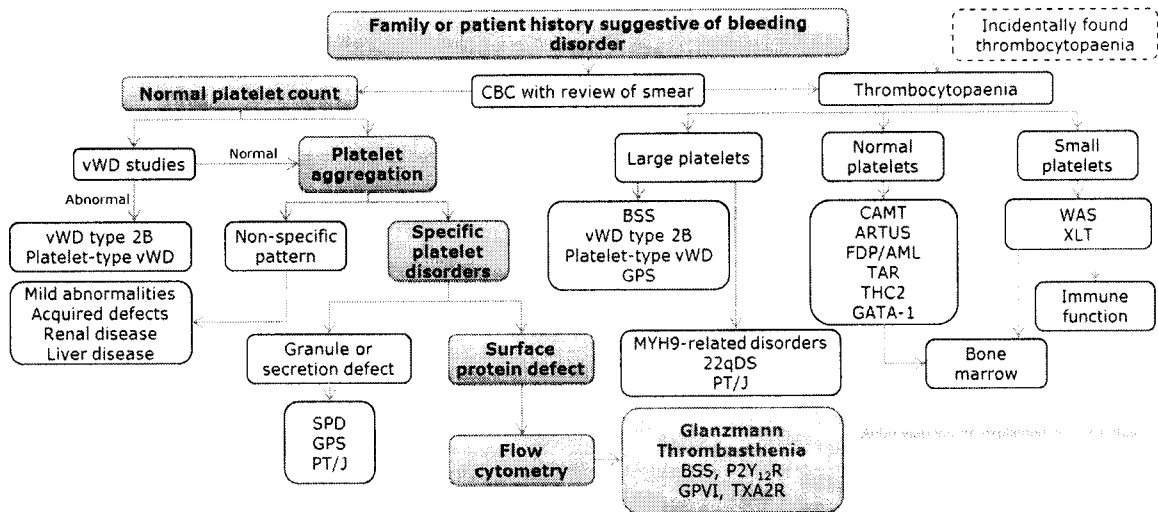 Family or patient history suggestive of bleeding
disorder
Incidentally found
thrombocytopaenia
Normal platelet count
CBC with review of smear
Thrombocytopaenia
vWD studies
Normal
Platelet
aggregation
Large platelets
Normal
platelets
Small
platelets
Abnormal
vWD type 2B
Platelet-type vWD
Non-specific
pattern
Specific
platelet
disorders
BSS
vWD type 2B
Platelet-type vWD
GPS
CAMT
ARTUS
FDP/AML
TAR
THC2
GATA-1
WAS
XLT
Mild abnormalities
Acquired defects
Renal disease
Liver disease
Immune
function
Granule or
secretion defect
Surface
protein defect
MYH9-related disorders
22qDS
PT/J
Bone
marrow
SPD
GPS
PT/J
Flow
cytometry
Glanzmann
Thrombasthenia
BSS, P2Y₁₂R
GPVI, TXA2R